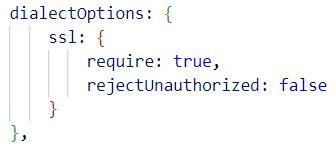 dialectOptions: {
    ssl: {
        require: true,
        rejectUnauthorized: false
    }
},